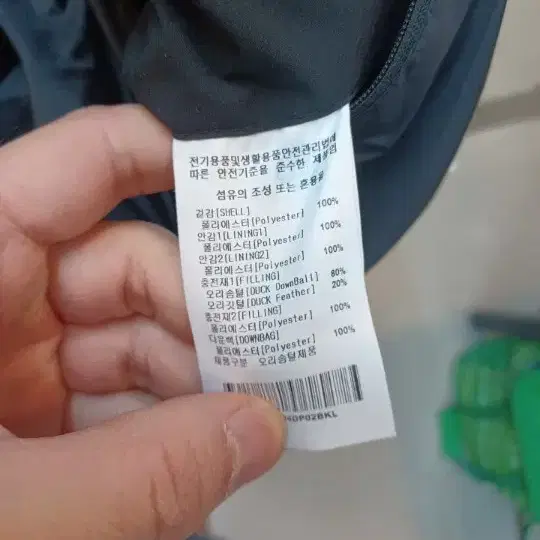 전기용품및생활용품안전관리법에
따른 안전기준을 준수한 제품임
섬유의 조성 또는 혼용율
겉감[SHELL]
폴리에스터[Polyester] 100%
안감1[LINING1]
폴리에스터[Polyester] 100%
안감2[LINING2]
폴리에스터[Polyester] 100%
충전재1[FILLING]
오리솜털[DUCK DownBall] 80%
오리깃털[DUCK Feather] 20%
충전재2[FILLING]
폴리에스터[Polyester] 100%
다운백[DOWNBAG]
폴리에스터[Polyester] 100%
제품구분 오리솜털제품
4DP02BKL